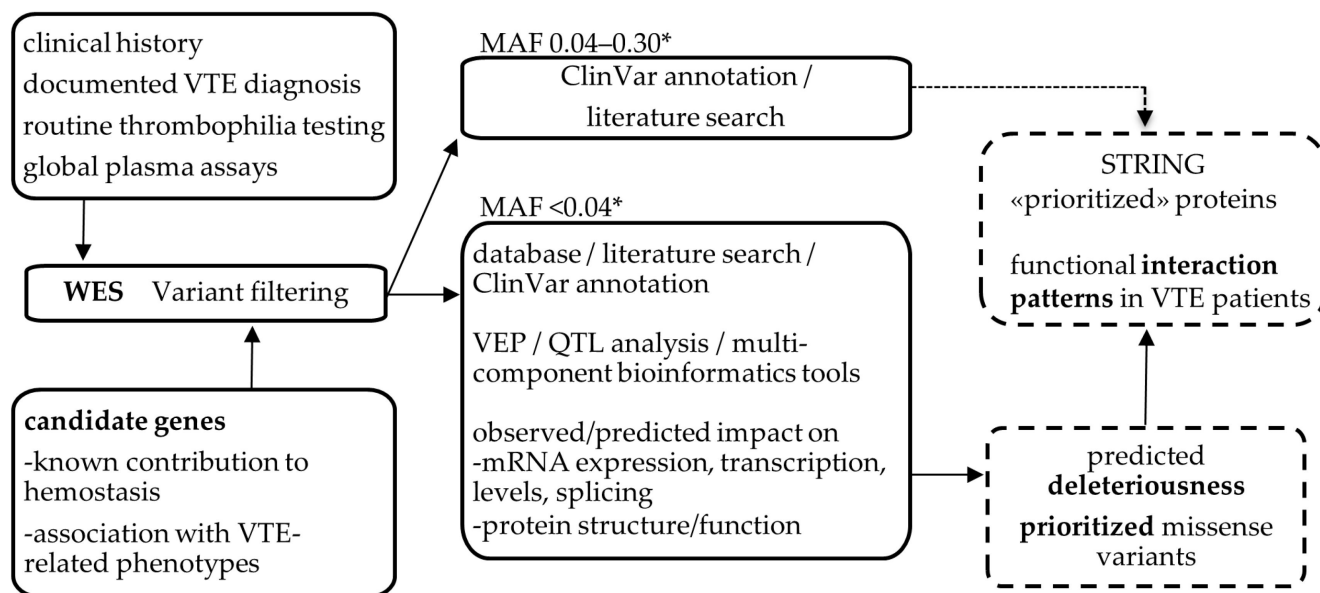 clinical history
documented VTE diagnosis
routine thrombophilia testing
global plasma assays
WES Variant filtering
candidate genes
-known contribution to
hemostasis
-association with VTE-
related phenotypes
MAF 0.04–0.30*
ClinVar annotation /
literature search
MAF <0.04*
database / literature search /
ClinVar annotation
VEP / QTL analysis / multi-
component bioinformatics tools
observed/predicted impact on
-mRNA expression, transcription,
levels, splicing
-protein structure/function
STRING
«prioritized» proteins
functional interaction
patterns in VTE patients
predicted
deleteriousness
prioritized missense
variants